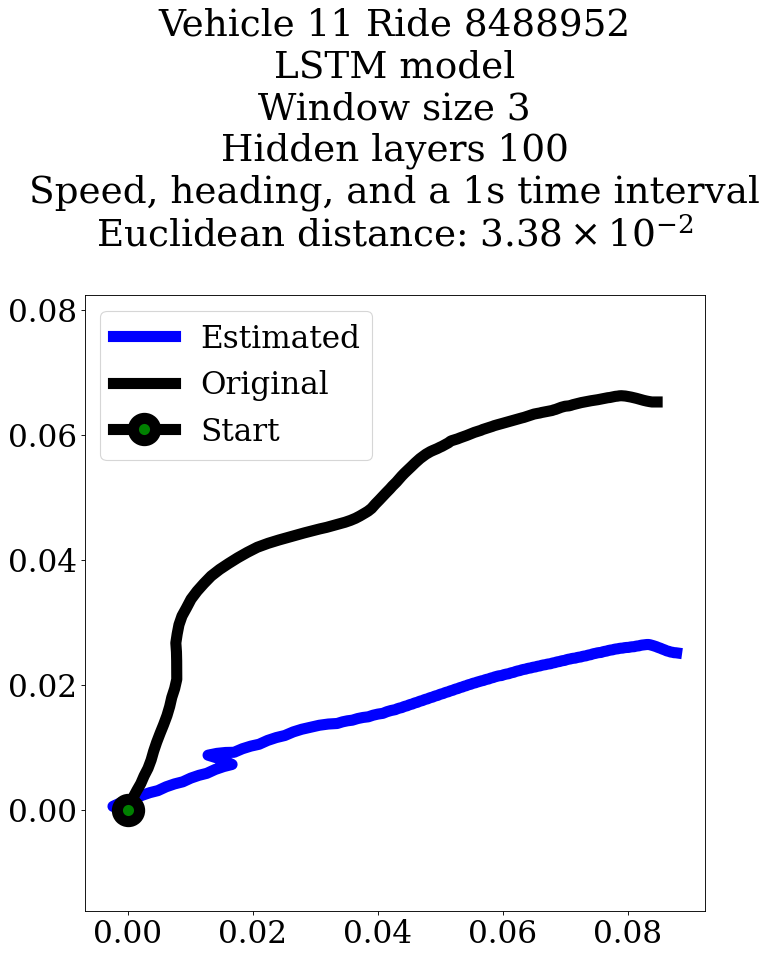 Vehicle 11 Ride 8488952
LSTM model
Window size 3
Hidden layers 100
Speed, heading, and a 1s time interval
Euclidean distance: 3.38 × 10⁻²
0.08
0.06
0.04
0.02
0.00
Estimated
Original
Start
0.00 0.02 0.04 0.06 0.08